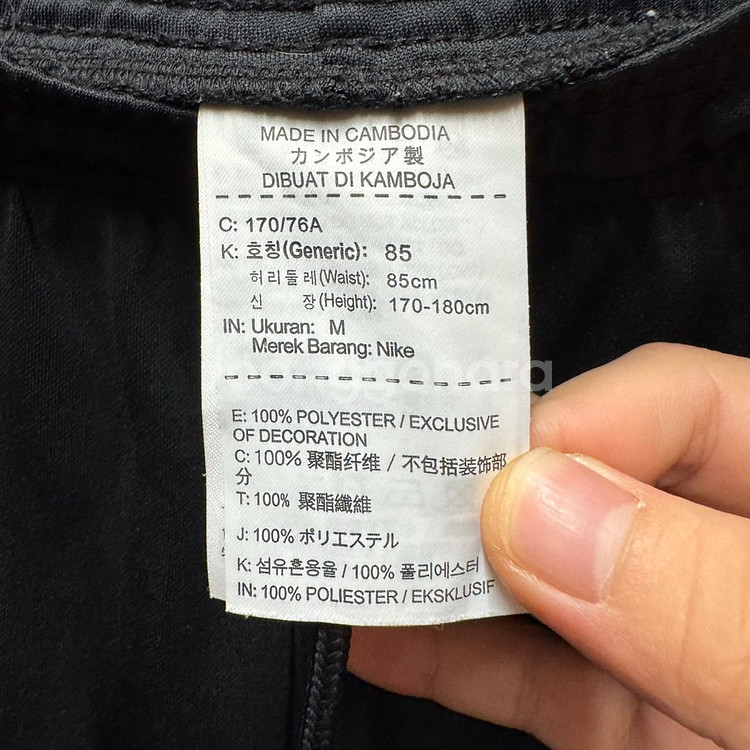 MADE IN CAMBODIA
カンボジア製
DIBUAT DI KAMBOJA
C: 170/76A
K: 호칭(Generic): 85
허리둘레(Waist): 85cm
신 장(Height): 170-180cm
IN: Ukuran: M
Merek Barang: Nike
E: 100% POLYESTER / EXCLUSIVE
OF DECORATION
C: 100% 聚酯纤维 / 不包括装饰部
分
T: 100% 聚酯纖維
J: 100% ポリエステル
K: 섬유혼용율 / 100% 폴리에스터
IN: 100% POLIESTER / EKSKLUSIF